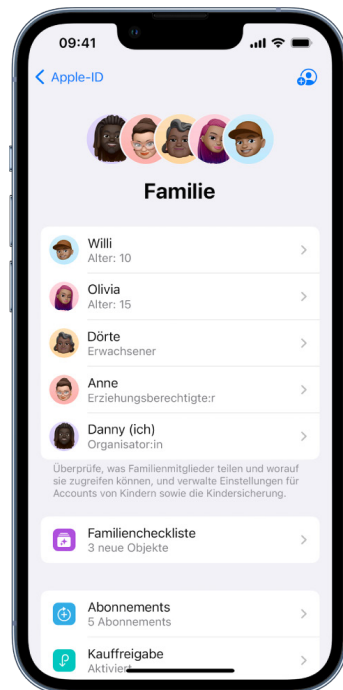 09:41
Apple-ID
Familie
Willi
Alter: 10
Olivia
Alter: 15
Dörte
Erwachsener
Anne
Erziehungsberechtigte:r
Danny (ich)
Organisator:in
Überprüfe, was Familienmitglieder teilen und worauf
sie zugreifen können, und verwalte Einstellungen für
Accounts von Kindern sowie die Kindersicherung.
Familiencheckliste
3 neue Objekte
Abonnements
5 Abonnements
Kauffreigabe
Aktiviert